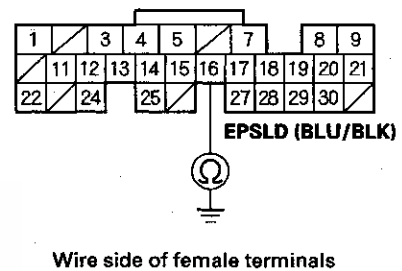 1 3 4 5 7 8 9
11 12 13 14 15 16 17 18 19 20 21
22 24 25 27 28 29 30
EPSLD (BLU/BLK)
Ω
Wire side of female terminals